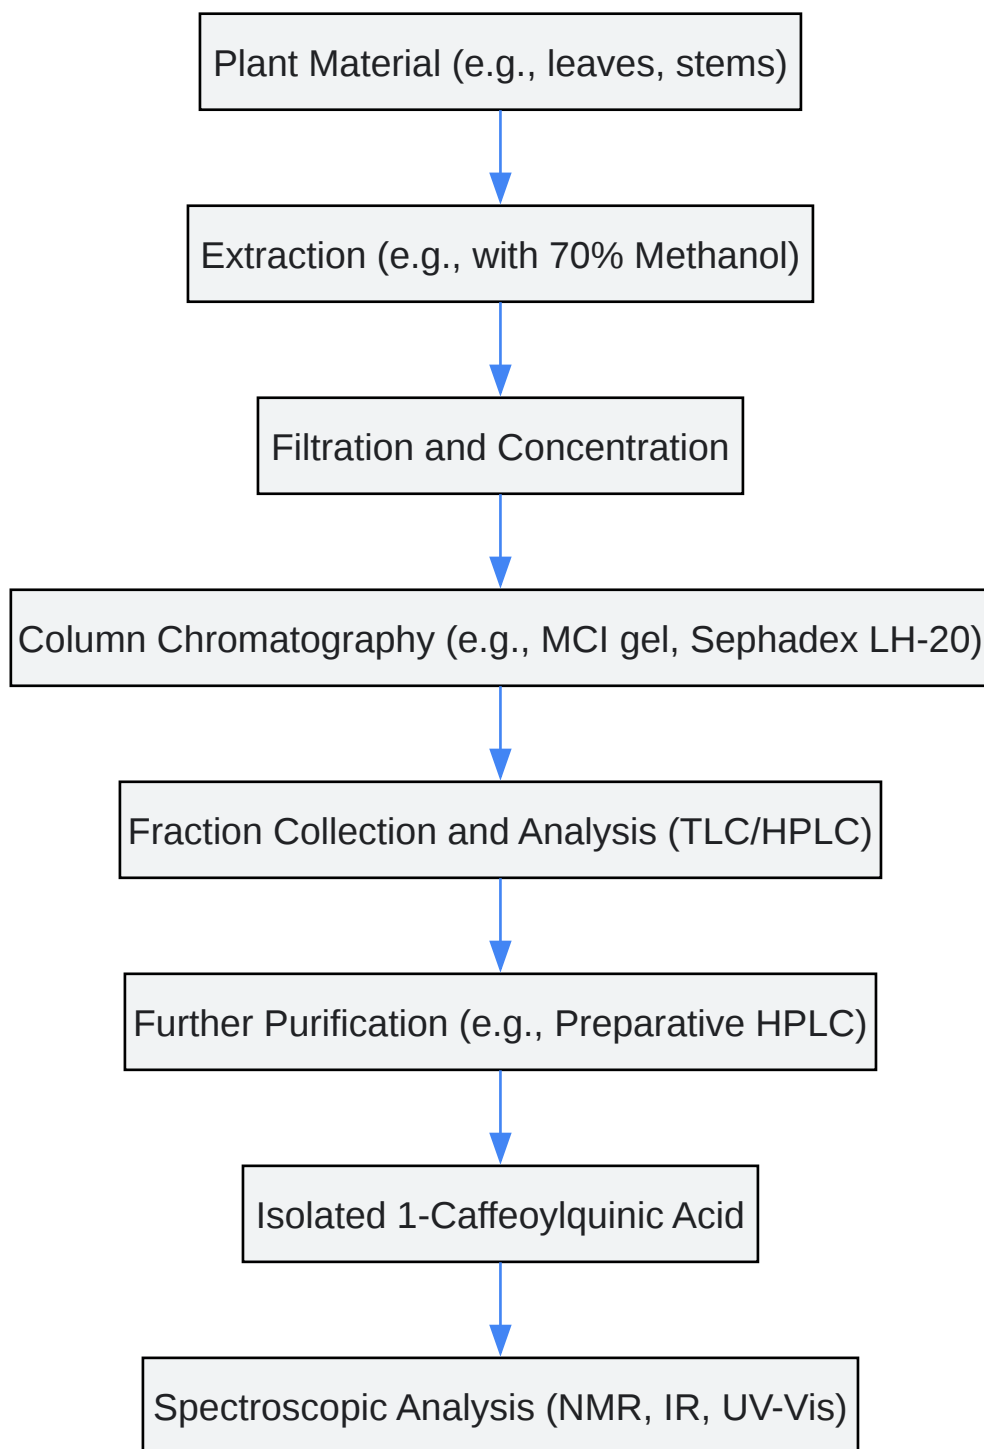 Plant Material (e.g., leaves, stems)
Extraction (e.g., with 70% Methanol)
Filtration and Concentration
Column Chromatography (e.g., MCI gel, Sephadex LH-20)
Fraction Collection and Analysis (TLC/HPLC)
Further Purification (e.g., Preparative HPLC)
Isolated 1-Caffeoylquinic Acid
Spectroscopic Analysis (NMR, IR, UV-Vis)